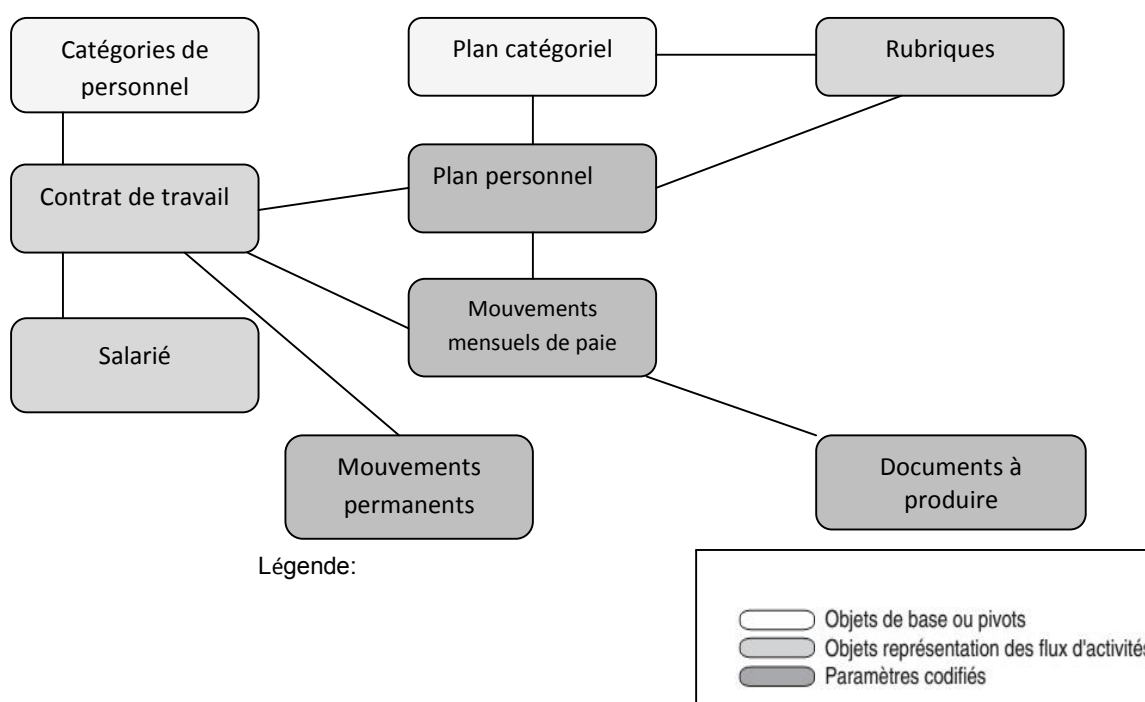 Catégories de
personnel
Plan catégoriel
Rubriques
Contrat de travail
Plan personnel
Salarié
Mouvements
mensuels de paie
Mouvements
permanents
Documents à
produire
Légende:
Objets de base ou pivots
Objets représentation des flux d'activités
Paramètres codifiés